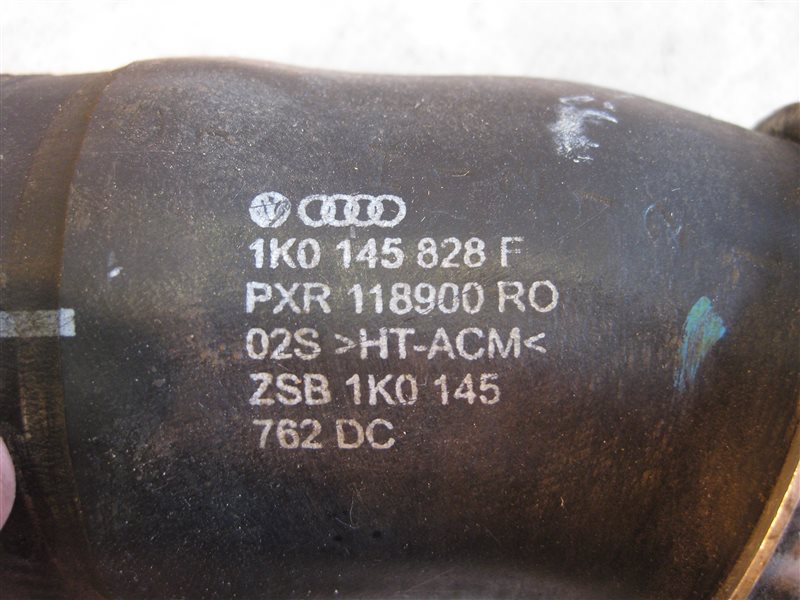 1K0 145 828 F
PXR 118900 RO
02S >HT-ACM<
ZSB 1K0 145
762 DC